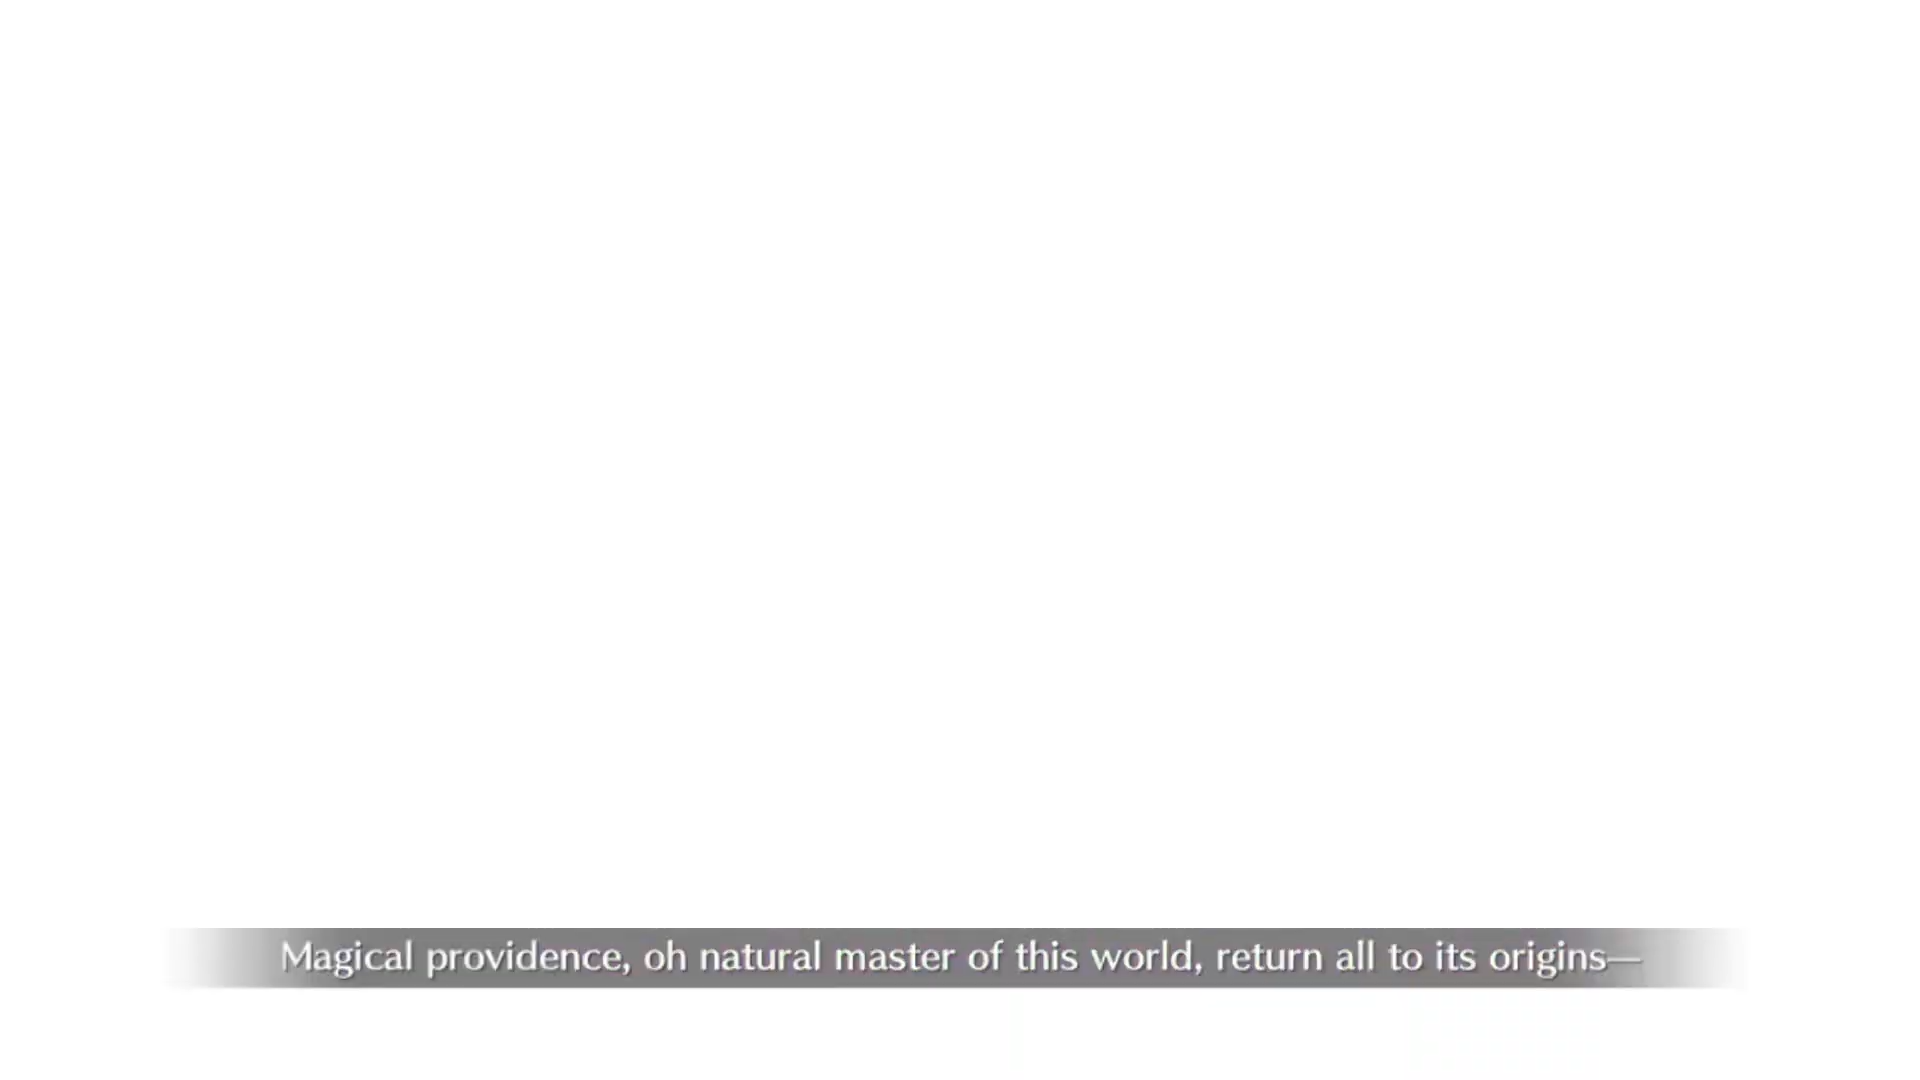 Magical providence, oh natural master of this world, return all to its origins—